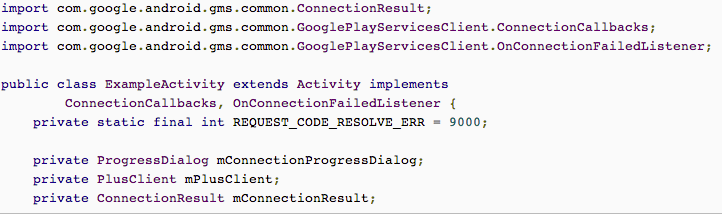 import com.google.android.gms.common.ConnectionResult;
import com.google.android.gms.common.GooglePlayServicesClient.ConnectionCallbacks;
import com.google.android.gms.common.GooglePlayServicesClient.OnConnectionFailedListener;
public class ExampleActivity extends Activity implements
ConnectionCallbacks, OnConnectionFailedListener {
private static final int REQUEST_CODE_RESOLVE_ERR = 9000;
private ProgressDialog mConnectionProgressDialog;
private PlusClient mPlusClient;
private ConnectionResult mConnectionResult;